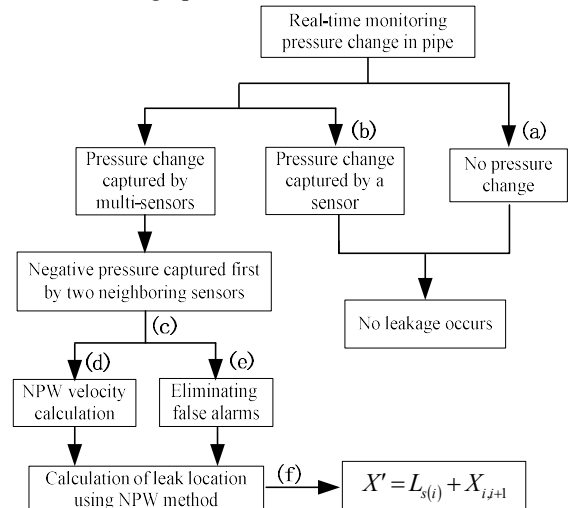 Real-time monitoring
pressure change in pipe
(b)
(a)
Pressure change
captured by
multi-sensors
Pressure change
captured by a
sensor
No pressure
change
Negative pressure captured first
by two neighboring sensors
No leakage occurs
(c)
(d)
(e)
NPW velocity
calculation
Eliminating
false alarms
Calculation of leak location
using NPW method
(f)
X′ = L_{s(i)} + X_{i,i+1}